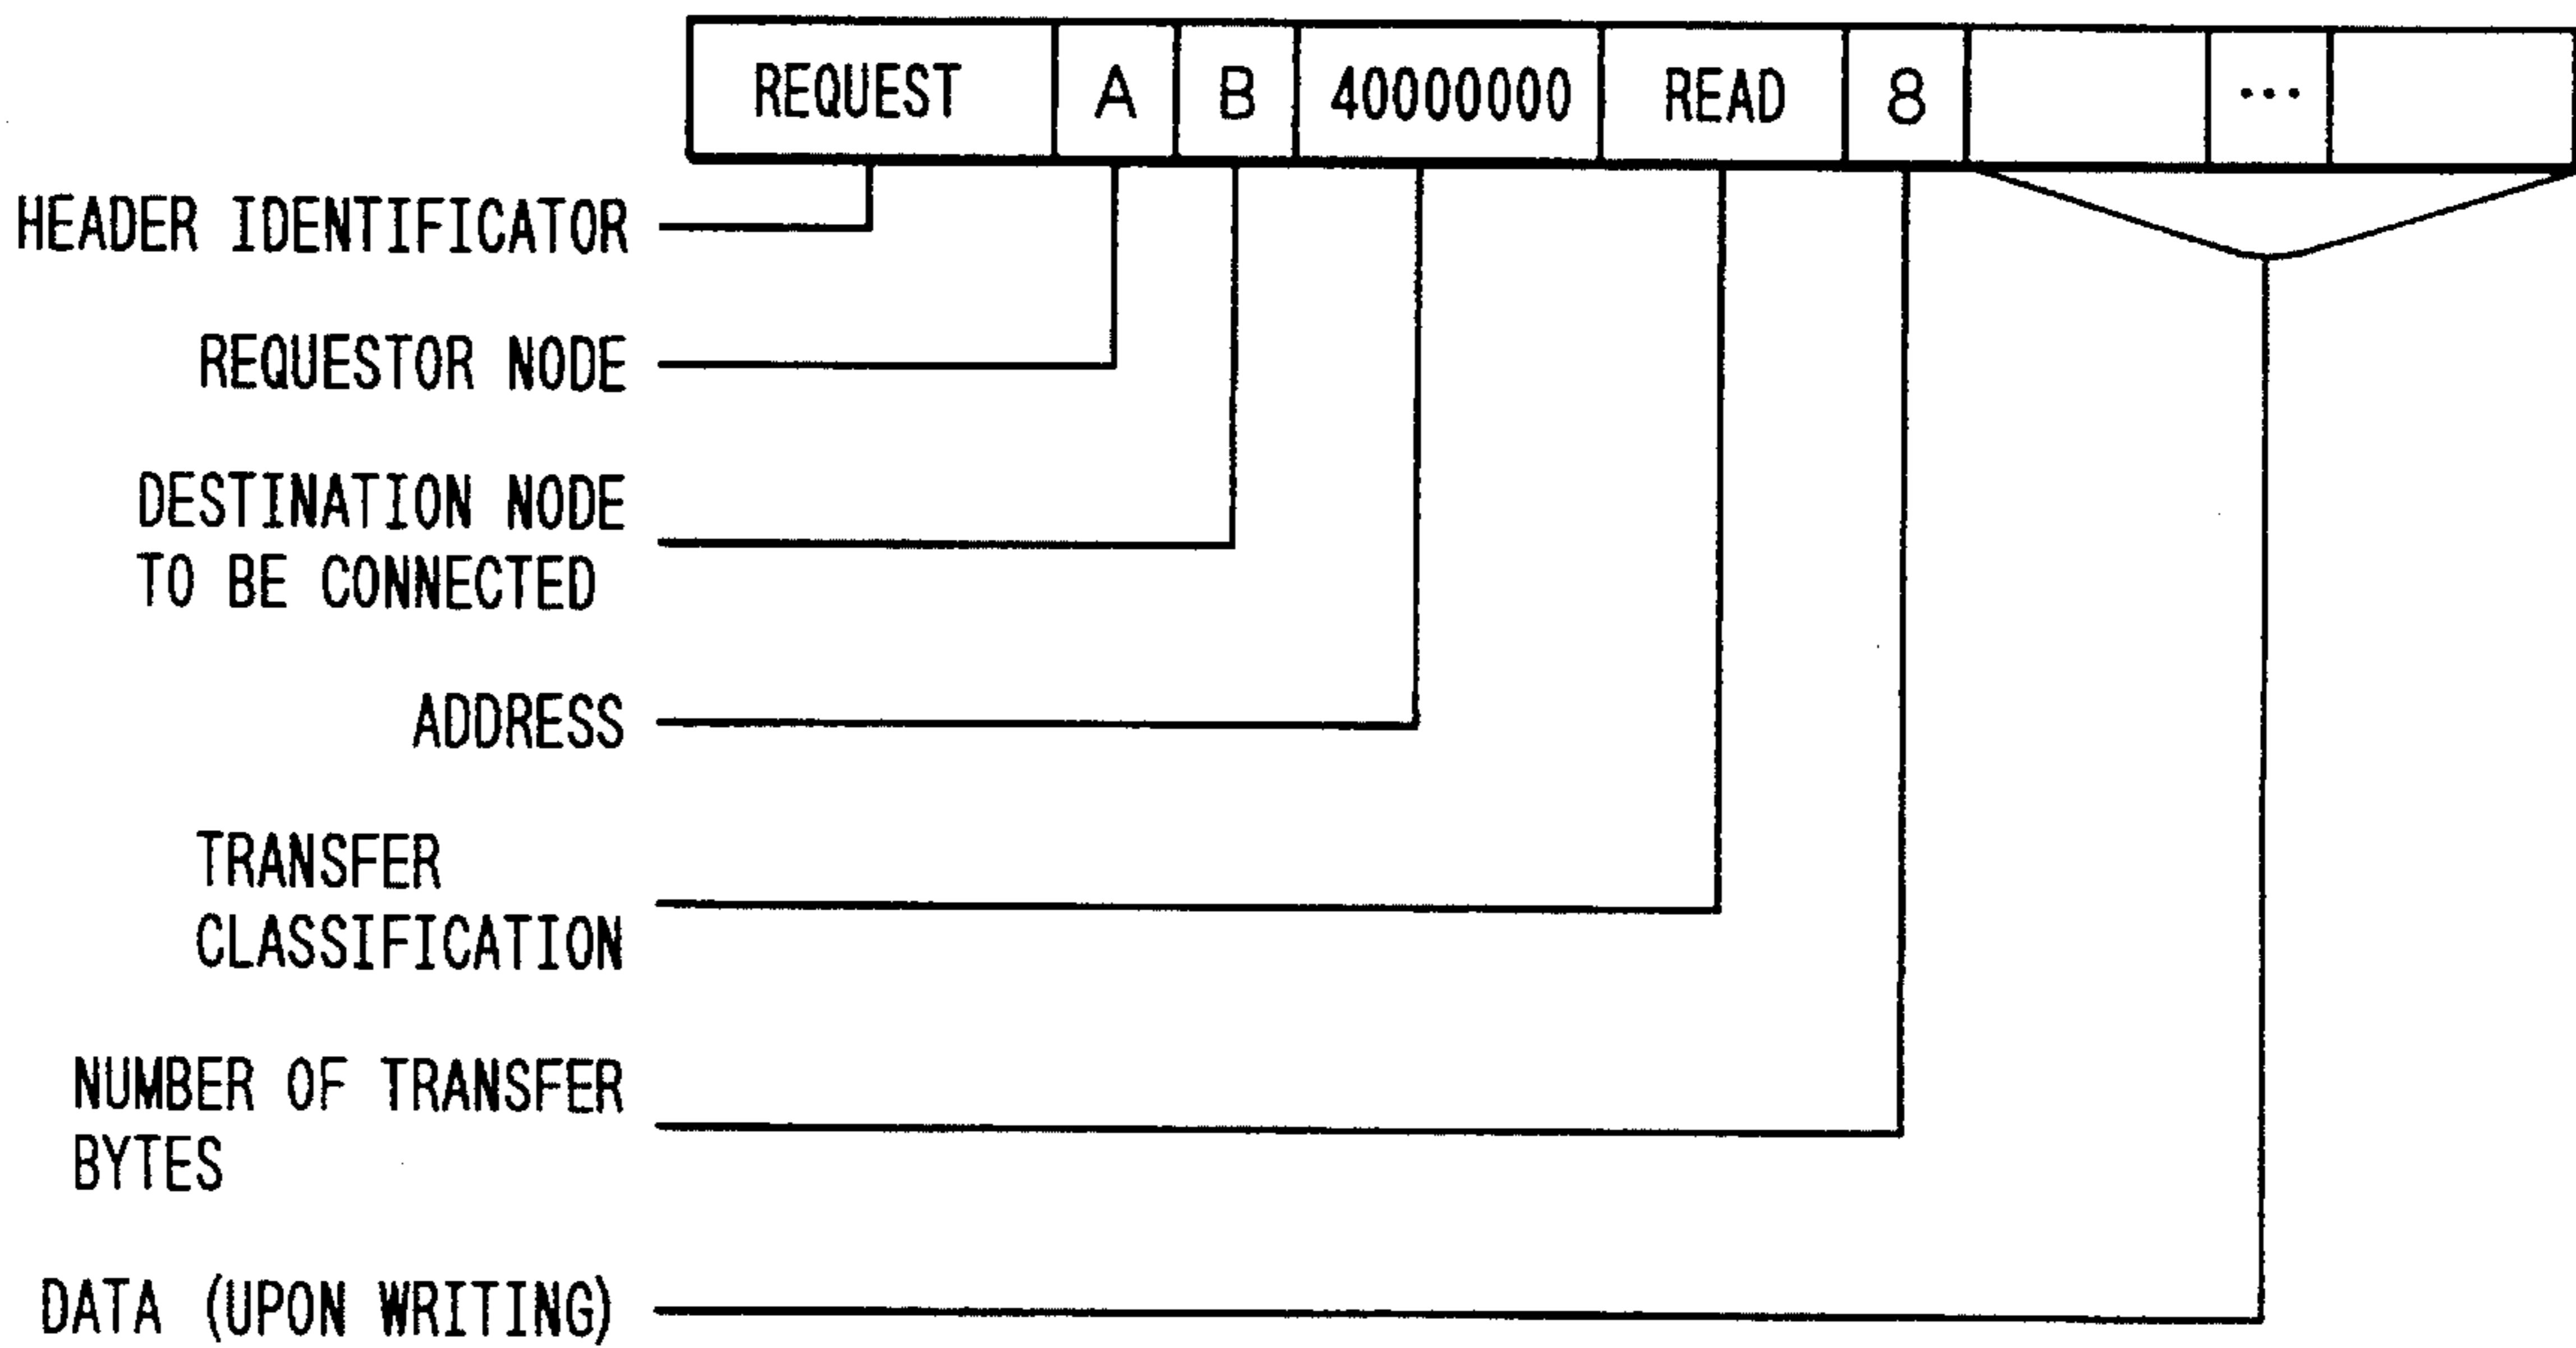 REQUEST A B 40000000 READ 8 ...
HEADER IDENTIFICATOR
REQUESTOR NODE
DESTINATION NODE
TO BE CONNECTED
ADDRESS
TRANSFER
CLASSIFICATION
NUMBER OF TRANSFER
BYTES
DATA (UPON WRITING)